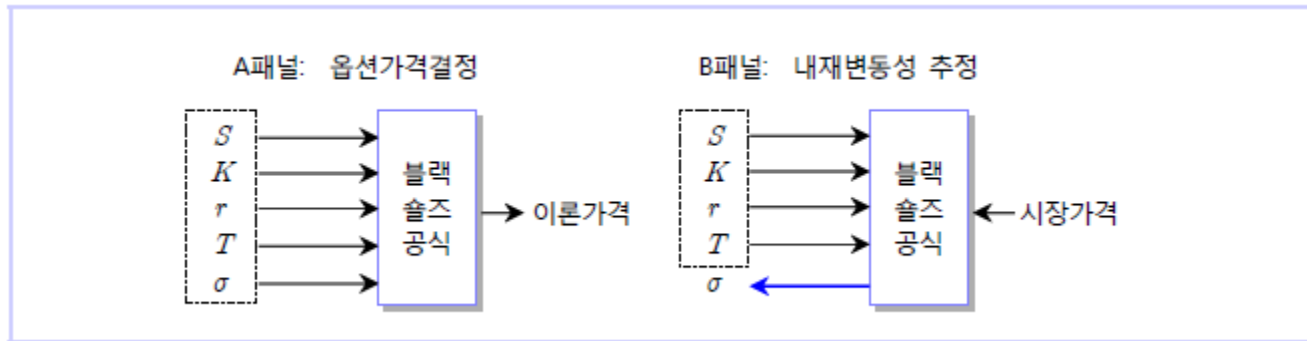 A패널: 옵션가격결정
S
K
r
T
σ
블랙
숄즈
공식
이론가격
B패널: 내재변동성 추정
S
K
r
T
σ
블랙
숄즈
공식
시장가격